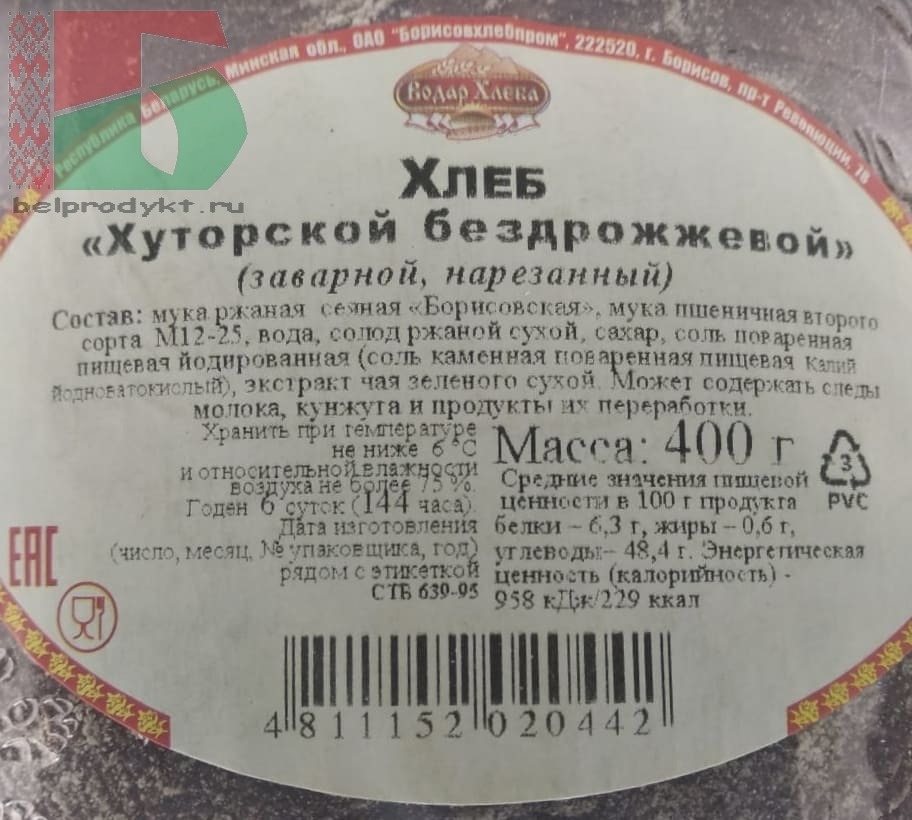 Республика Беларусь, Минская обл., ОАО "Борисовхлебпром", 222520, г. Борисов, пр-т Революции, 78
Водар Хлеба
belprodykt.ru
Хлеб
«Хуторской бездрожжевой»
(заварной, нарезанный)
Состав: мука ржаная сеяная «Борисовская», мука пшеничная второго
сорта М12-25, вода, солод ржаной сухой, сахар, соль поваренная
пищевая йодированная (соль каменная поваренная пищевая калий
йодноватокислый), экстракт чая зеленого сухой. Может содержать следы
молока, кунжута и продукты их переработки.
Хранить при температуре
не ниже 6 °С
и относительной влажности
воздуха не более 75 %.
Годен 6 суток (144 часа).
Дата изготовления
(число, месяц, № упаковщика, год)
рядом с этикеткой
СТБ 639-95
Масса: 400 г
Средние значения пищевой
ценности в 100 г продукта
белки – 6,3 г, жиры – 0,6 г,
углеводы – 48,4 г. Энергетическая
ценность (калорийность) -
958 кДж/229 ккал
3
PVC
EAC
4 811152 020442